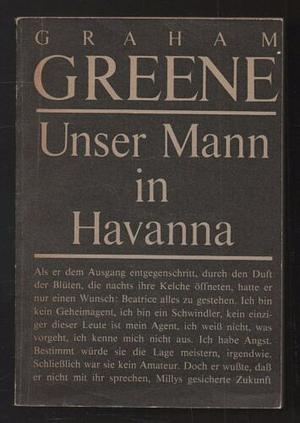 GRAHAM
GREENE
Unser Mann
in
Havanna
Als er dem Ausgang entgegenschritt, durch den Duft
der Blüten, die nachts ihre Kelche öffneten, hatte er
nur einen Wunsch: Beatrice alles zu gestehen. Ich bin
kein Geheimagent, ich bin ein Schwindler, kein einzi-
ger dieser Leute ist mein Agent, ich weiß nicht, was
vorgeht, ich kenne mich nicht aus. Ich habe Angst.
Bestimmt würde sie die Lage meistern, irgendwie.
Schließlich war sie kein Amateur. Doch er wußte, daß
er nicht mit ihr sprechen, Millys gesicherte Zukunft